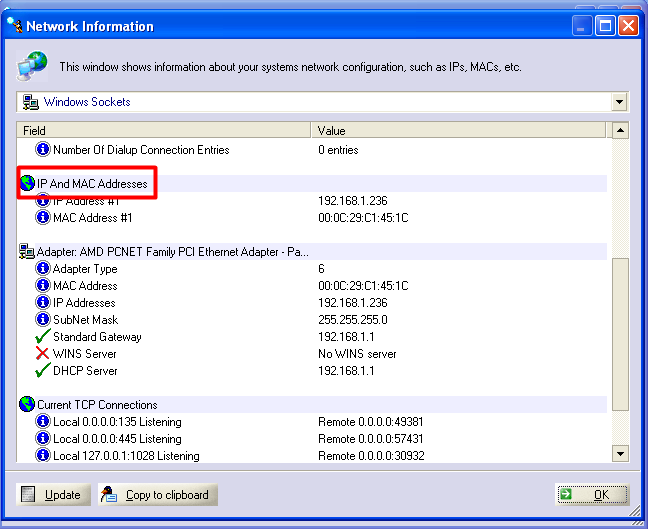 Network Information
This window shows information about your systems network configuration, such as IPs, MACs, etc.
Windows Sockets
Field Value
Number Of Dialup Connection Entries 0 entries
IP And MAC Addresses
IP Address #1 192.168.1.236
MAC Address #1 00:0C:29:C1:45:1C
Adapter: AMD PCNET Family PCI Ethernet Adapter - Pa...
Adapter Type 6
MAC Address 00:0C:29:C1:45:1C
IP Addresses 192.168.1.236
SubNet Mask 255.255.255.0
Standard Gateway 192.168.1.1
WINS Server No WINS server
DHCP Server 192.168.1.1
Current TCP Connections
Local 0.0.0.0:135 Listening Remote 0.0.0.0:49381
Local 0.0.0.0:445 Listening Remote 0.0.0.0:57431
Local 127.0.0.1:1028 Listening Remote 0.0.0.0:30932
Update Copy to clipboard OK